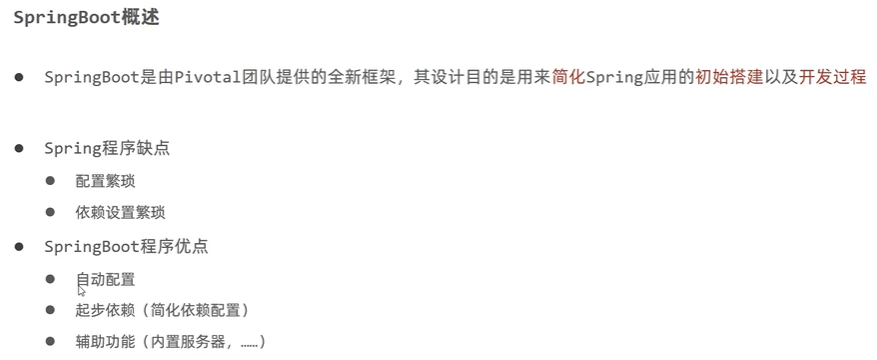 SpringBoot概述
SpringBoot是由Pivotal团队提供的全新框架，其设计目的是用来简化Spring应用的初始搭建以及开发过程
Spring程序缺点
配置繁琐
依赖设置繁琐
SpringBoot程序优点
自动配置
起步依赖（简化依赖配置）
辅助功能（内置服务器，……）